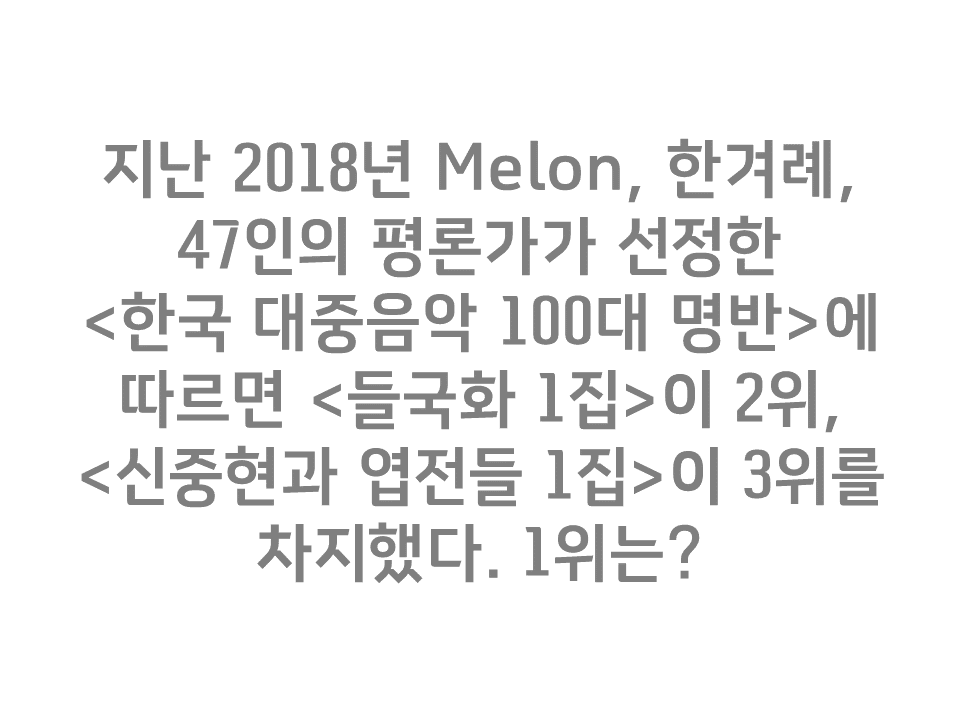 지난 2018년 Melon, 한겨레,
47인의 평론가가 선정한
<한국 대중음악 100대 명반>에
따르면 <들국화 1집>이 2위,
<신중현과 엽전들 1집>이 3위를
차지했다. 1위는?